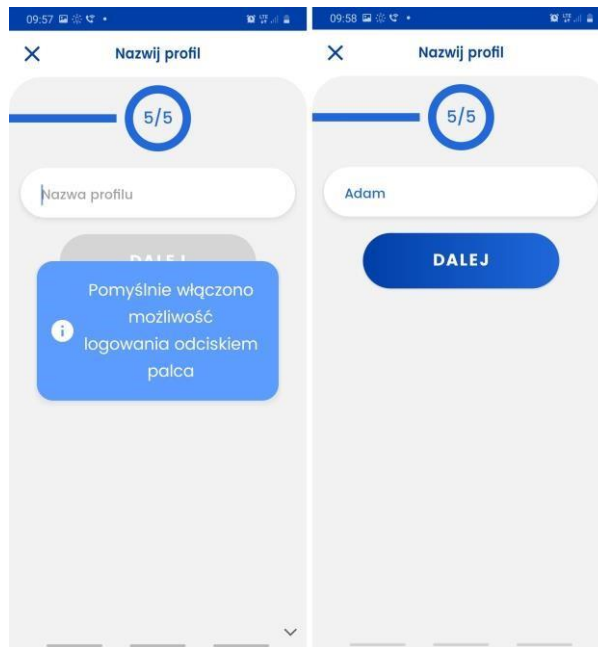 09:57
Nazwij profil
5/5
Nazwa profilu
DALEJ
Pomyślnie włączono
możliwość
logowania odciskiem
palca
09:58
Nazwij profil
5/5
Adam
DALEJ